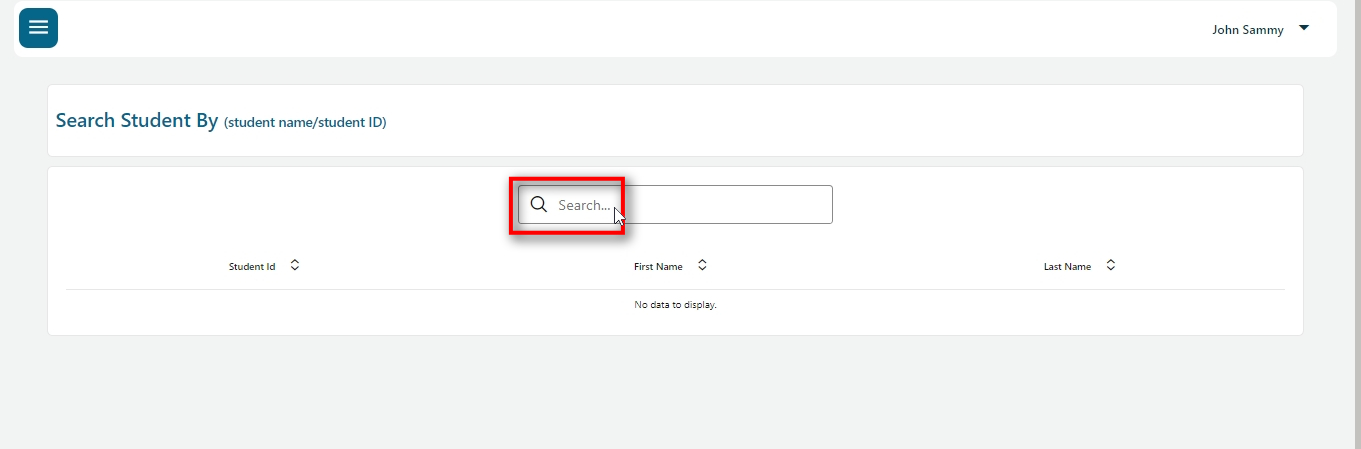 John Sammy
Search Student By (student name/student ID)
Search...
Student Id First Name Last Name
No data to display.